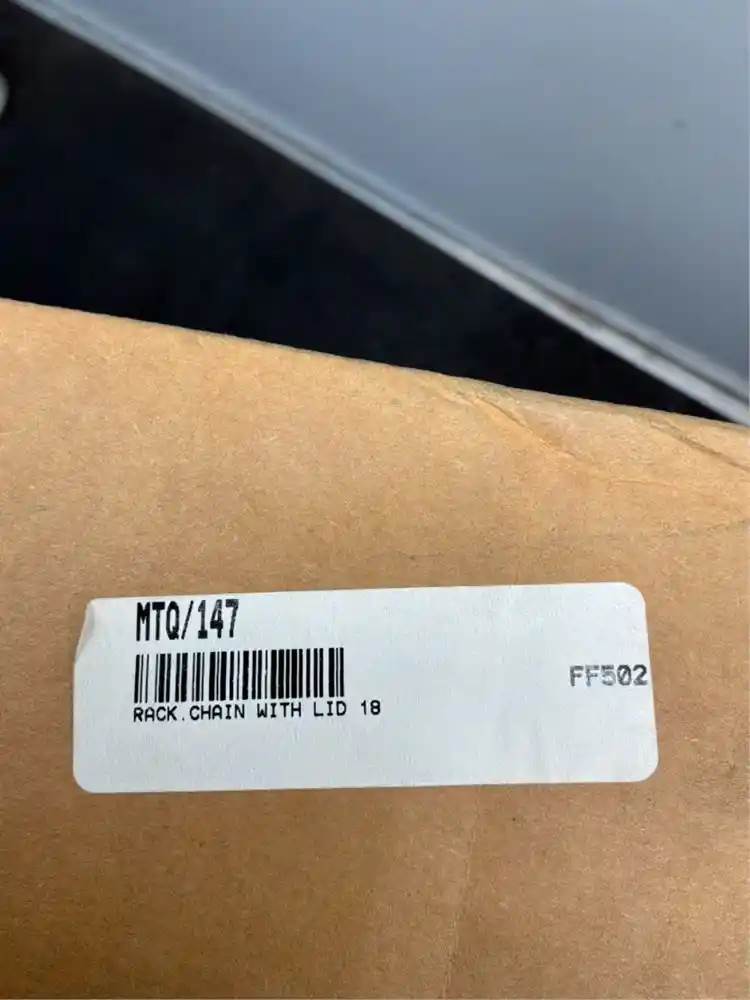 MTQ/147
FF502
RACK.CHAIN WITH LID 18